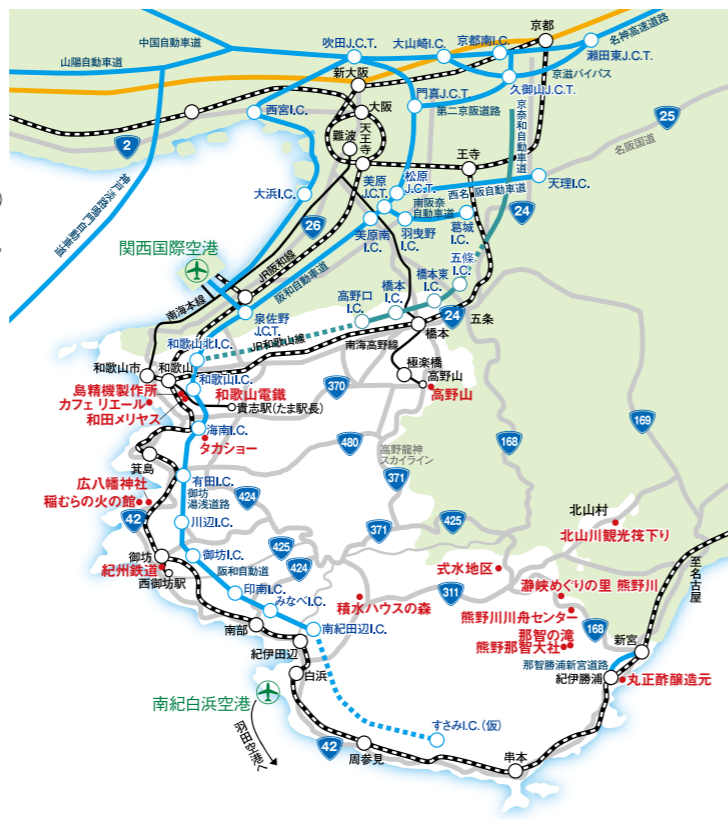 京都
中国自動車道
山陽自動車道
吹田J.C.T.
大山崎I.C.
京都南I.C.
名神高速道路
瀬田東J.C.T.
京滋バイパス
久御山J.C.T.
新大阪
門真J.C.T.
第二京阪道路
西宮I.C.
大阪
難波
天王寺
京奈和自動車道
2
25
名阪国道
王寺
神戸淡路鳴門自動車道
大浜I.C.
26
美原
J.C.T.
松原
J.C.T.
西名阪自動車道
天理I.C.
南阪奈
自動車道
24
美原南
I.C.
羽曳野
I.C.
葛城
I.C.
関西国際空港
JR阪和線
阪和自動車道
南海本線
泉佐野
J.C.T.
高野口
I.C.
橋本
I.C.
橋本東
I.C.
五條
I.C.
24
五条
橋本
JR和歌山線
南海高野線
和歌山北I.C.
和歌山市
和歌山
和歌山I.C.
極楽橋
高野山
高野山
島精機製作所
カフェ リエール
和田メリヤス
和歌山電鐵
貴志駅(たま駅長)
370
海南I.C.
タカショー
480
168
169
高野龍神
スカイライン
371
箕島
有田I.C.
広八幡神社
稲むらの火の館
御坊
湯浅道路
424
42
川辺I.C.
371
425
北山村
北山川観光筏下り
御坊
御坊I.C.
425
424
紀州鉄道
西御坊駅
阪和自動道
式水地区
瀞峡めぐりの里 熊野川
至名古屋
印南I.C.
みなべI.C.
積水ハウスの森
311
熊野川川舟センター
168
南部
南紀田辺I.C.
那智の滝
熊野那智大社
新宮
紀伊田辺
那智勝浦新宮道路
紀伊勝浦
丸正酢醸造元
白浜
南紀白浜空港
羽田空港へ
すさみI.C.(仮)
42
周参見
串本